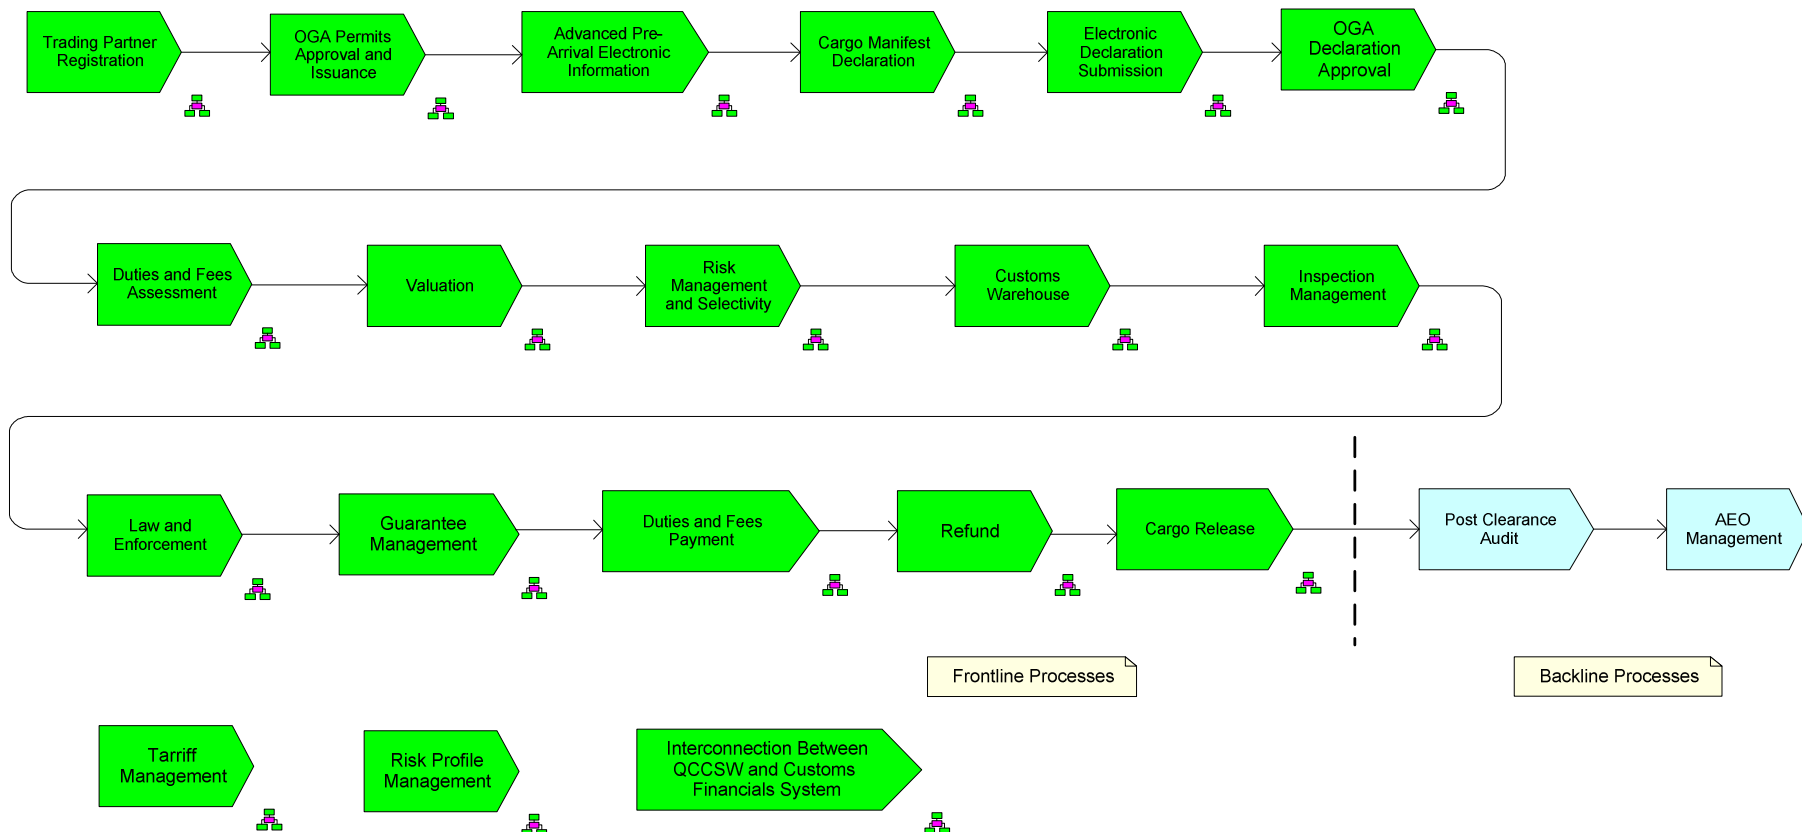 Trading Partner
Registration
OGA Permits
Approval and
Issuance
Advanced Pre-
Arrival Electronic
Information
Cargo Manifest
Declaration
Electronic
Declaration
Submission
OGA
Declaration
Approval
Duties and Fees
Assessment
Valuation
Risk
Management
and Selectivity
Customs
Warehouse
Inspection
Management
Law and
Enforcement
Guarantee
Management
Duties and Fees
Payment
Refund
Cargo Release
Post Clearance
Audit
AEO
Management
Frontline Processes
Backline Processes
Tarriff
Management
Risk Profile
Management
Interconnection Between
QCCSW and Customs
Financials System